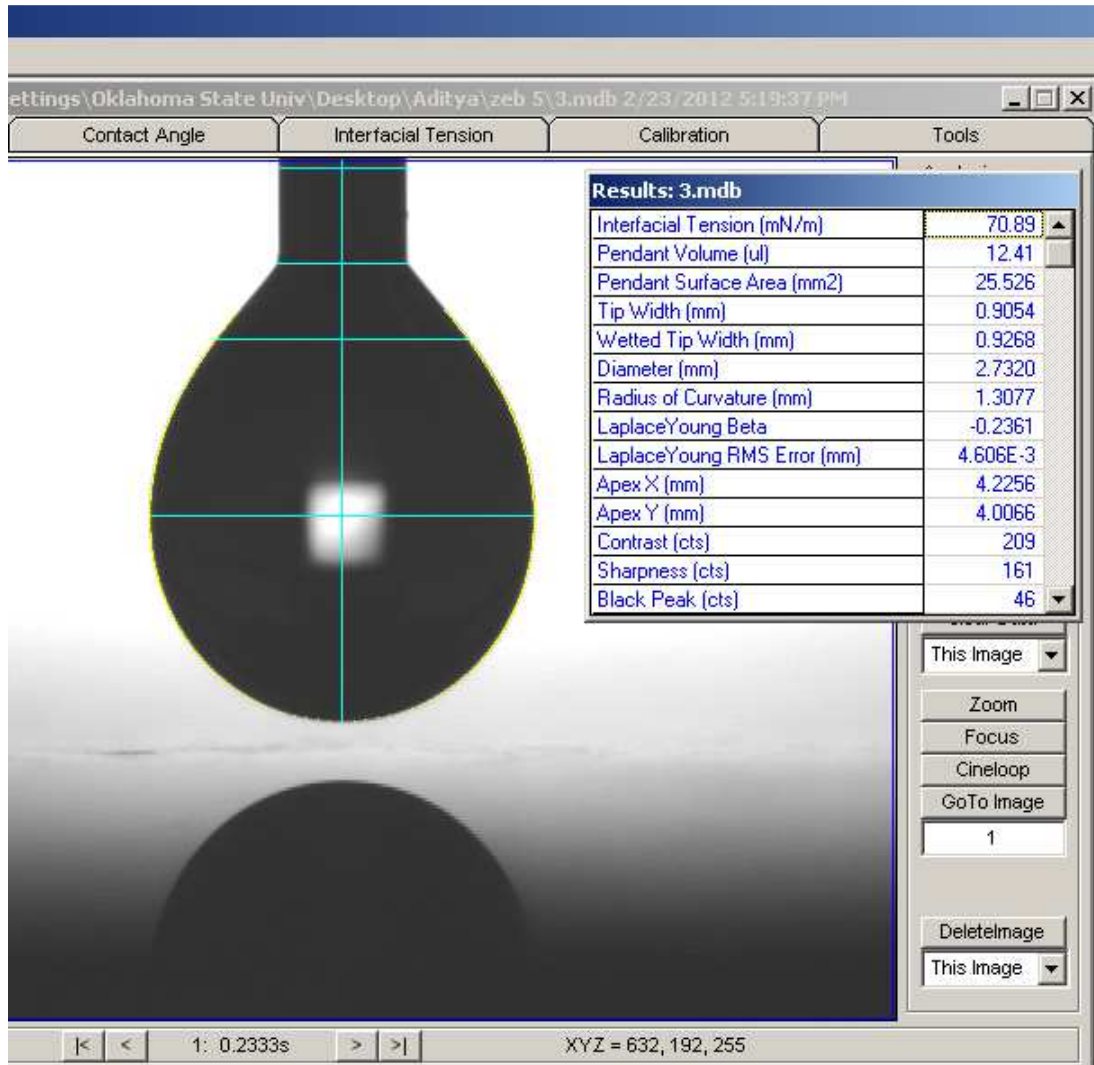 ettings\Oklahoma State Univ\Desktop\Aditya\zeb 5\3.mdb 2/23/2012 5:19:37 PM
Contact Angle Interfacial Tension Calibration Tools
Results: 3.mdb
Interfacial Tension (mN/m) 70.89
Pendant Volume (ul) 12.41
Pendant Surface Area (mm2) 25.526
Tip Width (mm) 0.9054
Wetted Tip Width (mm) 0.9268
Diameter (mm) 2.7320
Radius of Curvature (mm) 1.3077
LaplaceYoung Beta -0.2361
LaplaceYoung RMS Error (mm) 4.606E-3
Apex X (mm) 4.2256
Apex Y (mm) 4.0066
Contrast (cts) 209
Sharpness (cts) 161
Black Peak (cts) 46
This Image
Zoom
Focus
Cineloop
GoTo Image
1
DeleteImage
This Image
|< < 1: 0.2333s > >| XYZ = 632, 192, 255